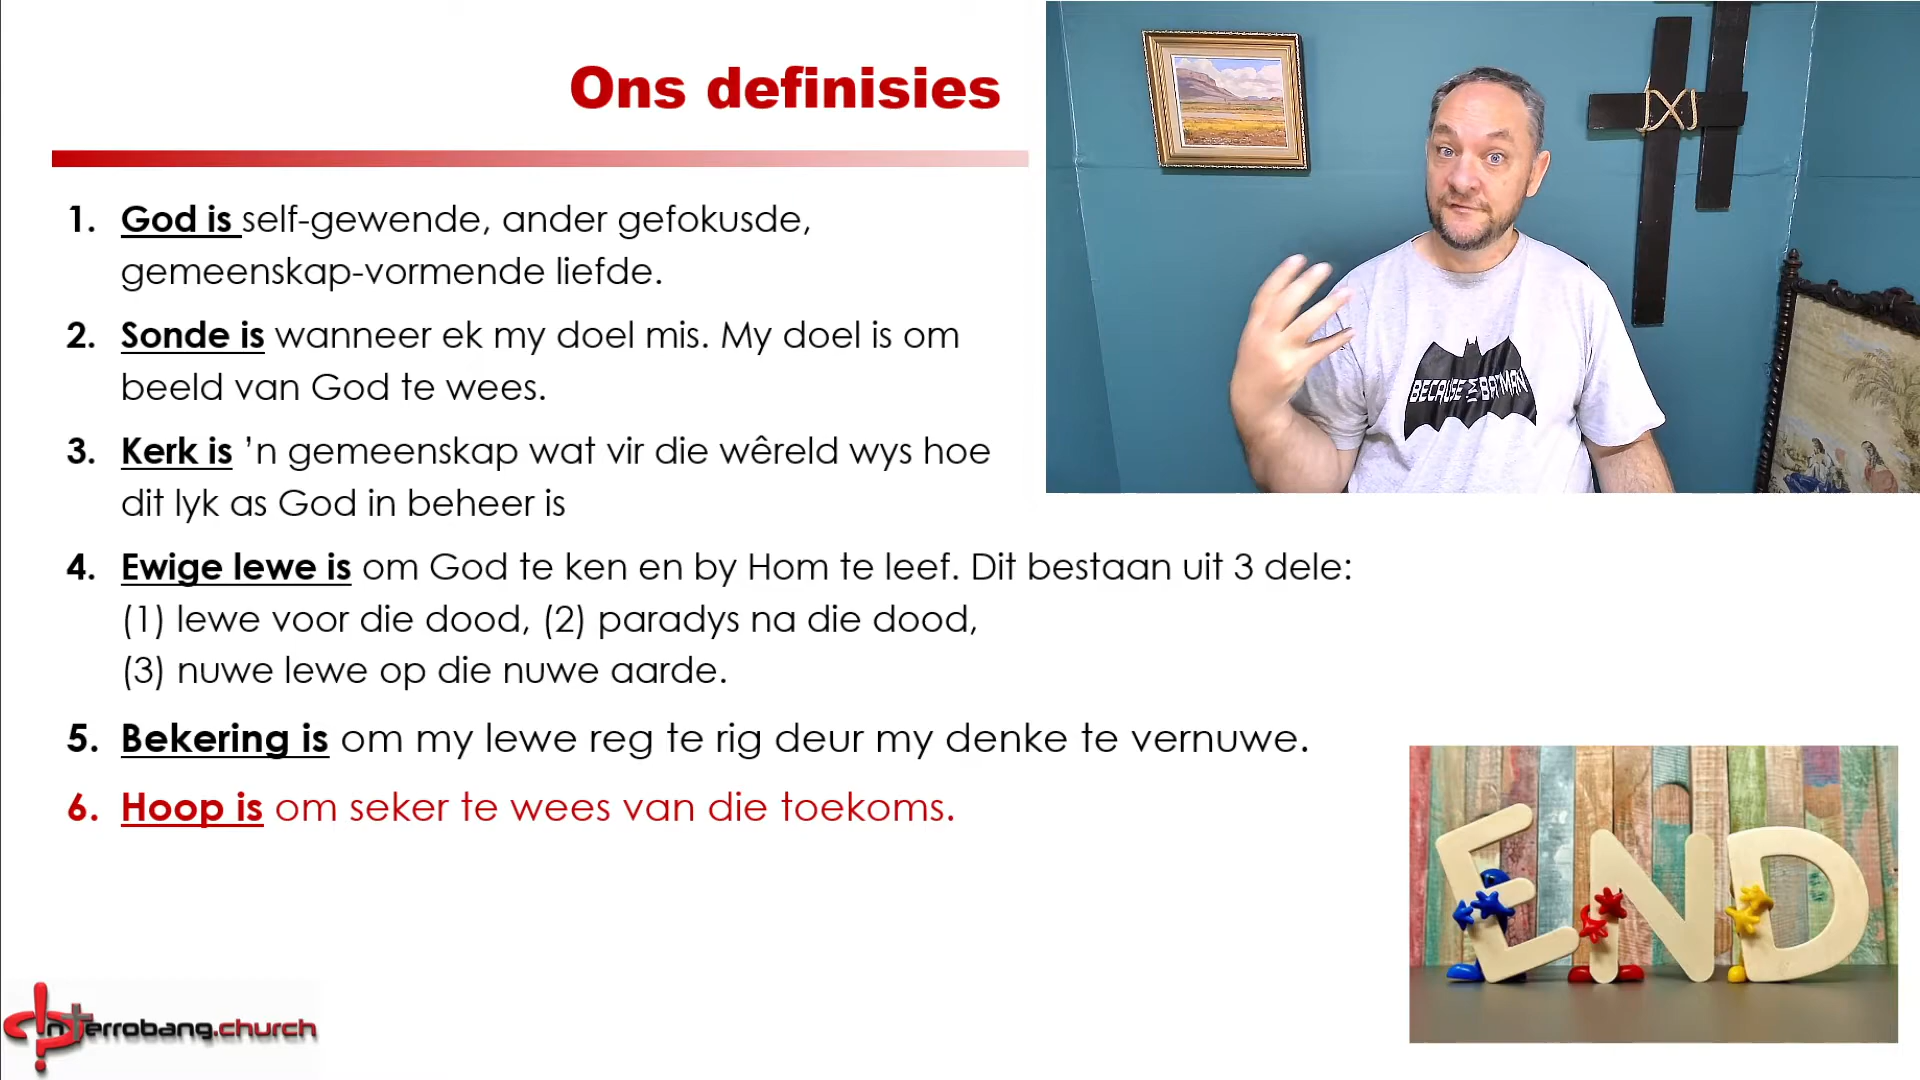 Ons definisies
1. God is self-gewende, ander gefokusde,
gemeenskap-vormende liefde.
2. Sonde is wanneer ek my doel mis. My doel is om
beeld van God te wees.
3. Kerk is 'n gemeenskap wat vir die wêreld wys hoe
dit lyk as God in beheer is
4. Ewige lewe is om God te ken en by Hom te leef. Dit bestaan uit 3 dele:
(1) lewe voor die dood, (2) paradys na die dood,
(3) nuwe lewe op die nuwe aarde.
5. Bekering is om my lewe reg te rig deur my denke te vernuwe.
6. Hoop is om seker te wees van die toekoms.
BECAUSE I'M BATMAN
END
interrobang.church